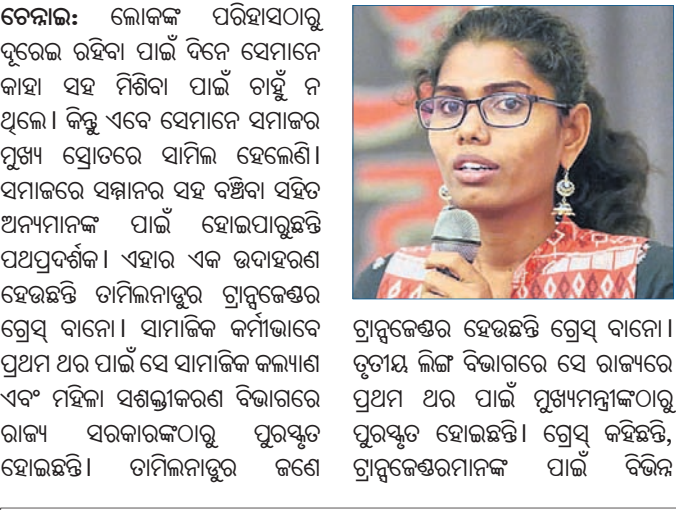 ଚେନ୍ନାଇ: ଲୋକଙ୍କ ପରିହାସଠାରୁ
ଦୂରେଇ ରହିବା ପାଇଁ ଦିନେ ସେମାନେ
କାହା ସହ ମିଶିବା ପାଇଁ ଚାହୁଁ ନ
ଥିଲେ। କିନ୍ତୁ ଏବେ ସେମାନେ ସମାଜର
ମୁଖ୍ୟ ସ୍ରୋତରେ ସାମିଲ ହେଲେଣି।
ସମାଜରେ ସମ୍ମାନର ସହ ବଞ୍ଚିବା ସହିତ
ଅନ୍ୟମାନଙ୍କ ପାଇଁ ହୋଇପାରୁଛନ୍ତି
ପଥପ୍ରଦର୍ଶକ। ଏହାର ଏକ ଉଦାହରଣ
ହେଉଛନ୍ତି ତାମିଲନାଡୁର ଟ୍ରାନ୍ସଜେଣ୍ଡର
ଗ୍ରେସ୍ ବାନୋ। ସାମାଜିକ କର୍ମୀଭାବେ
ପ୍ରଥମ ଥର ପାଇଁ ସେ ସାମାଜିକ କଲ୍ୟାଣ
ଏବଂ ମହିଳା ସଶକ୍ତୀକରଣ ବିଭାଗରେ
ରାଜ୍ୟ ସରକାରଙ୍କଠାରୁ ପୁରସ୍କୃତ
ହୋଇଛନ୍ତି। ତାମିଲନାଡୁର ଜଣେ
ଟ୍ରାନ୍ସଜେଣ୍ଡର ହେଉଛନ୍ତି ଗ୍ରେସ୍ ବାନୋ।
ତୃତୀୟ ଲିଙ୍ଗ ବିଭାଗରେ ସେ ରାଜ୍ୟରେ
ପ୍ରଥମ ଥର ପାଇଁ ମୁଖ୍ୟମନ୍ତ୍ରୀଙ୍କଠାରୁ
ପୁରସ୍କୃତ ହୋଇଛନ୍ତି। ଗ୍ରେସ୍ କହିଛନ୍ତି,
ଟ୍ରାନ୍ସଜେଣ୍ଡରମାନଙ୍କ ପାଇଁ ବିଭିନ୍ନ